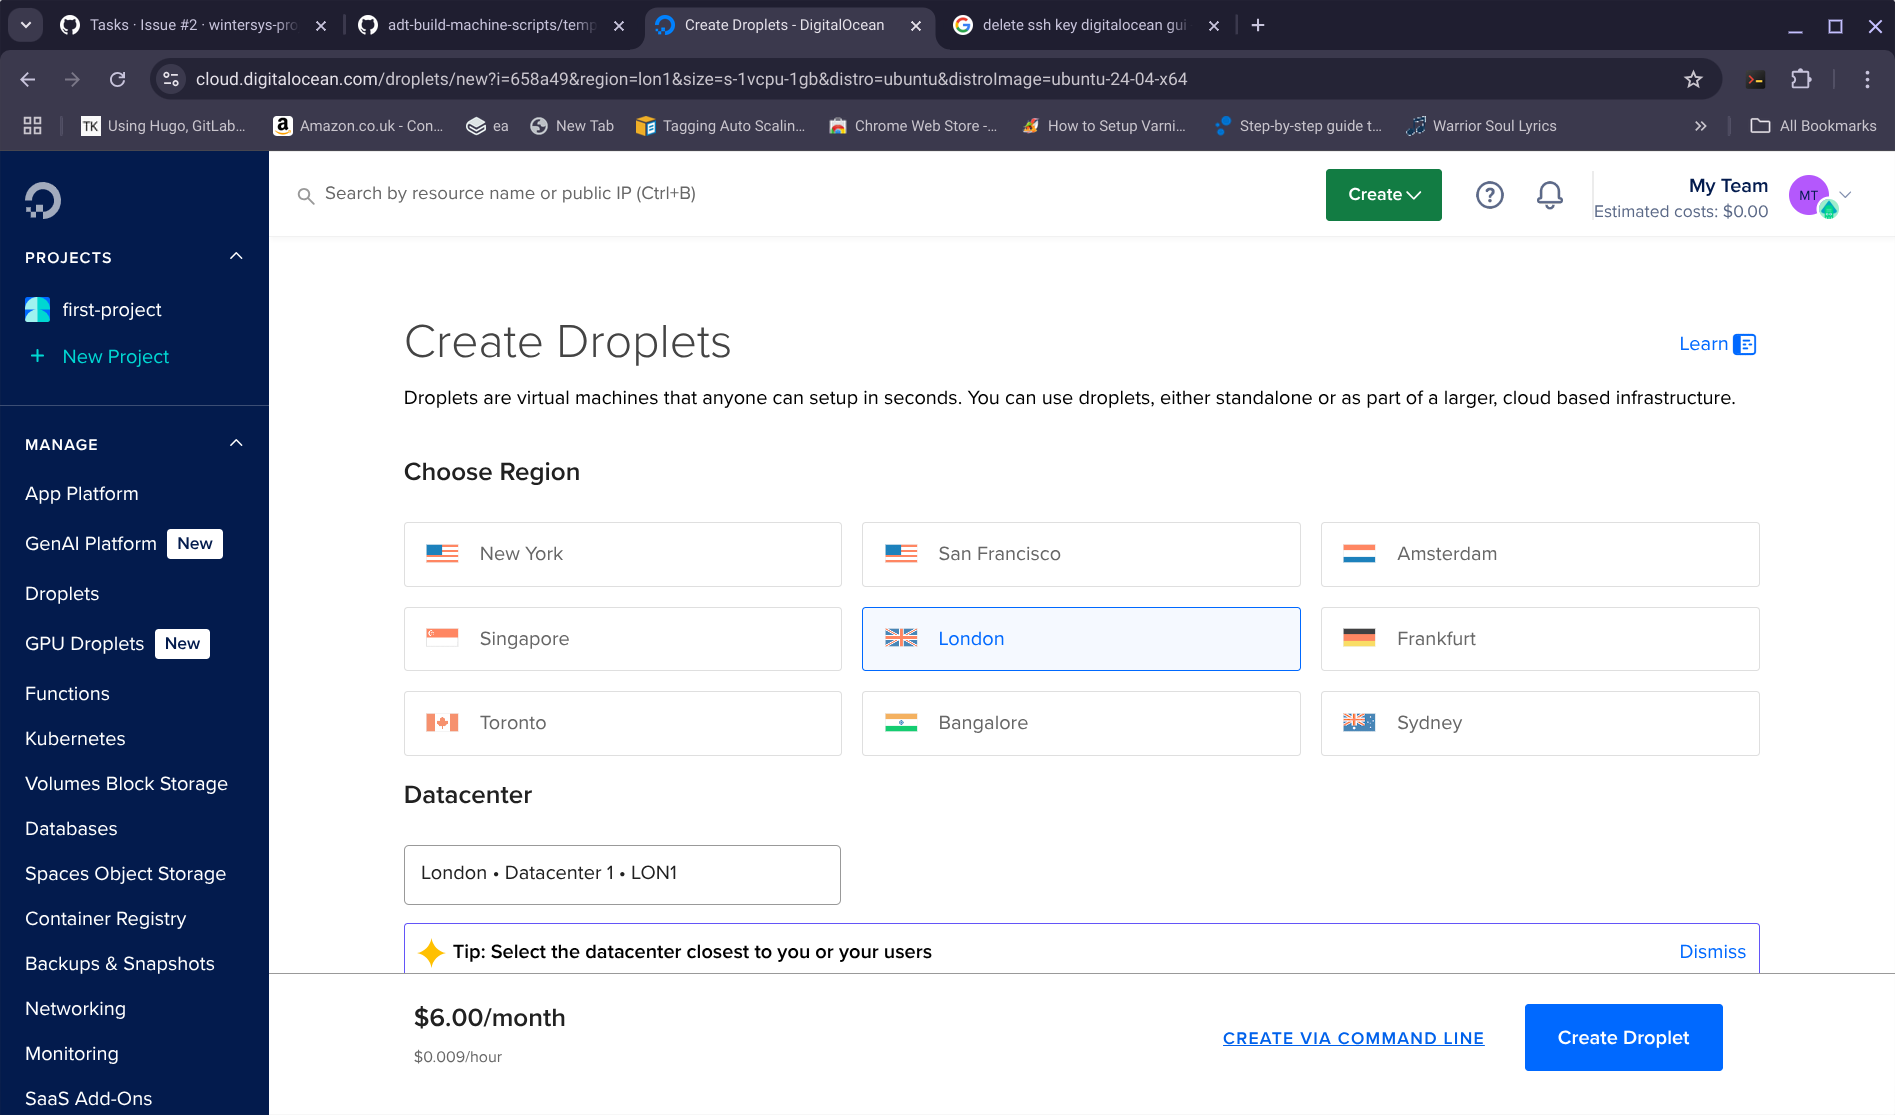 Tasks · Issue #2 · wintersys-pro
adt-build-machine-scripts/temp
Create Droplets - DigitalOcean
delete ssh key digitalocean gui
cloud.digitalocean.com/droplets/new?i=658a49&region=lon1&size=s-1vcpu-1gb&distro=ubuntu&distroImage=ubuntu-24-04-x64
TK Using Hugo, GitLab...
a Amazon.co.uk - Con...
ea
New Tab
Tagging Auto Scalin...
Chrome Web Store -...
How to Setup Varni...
Step-by-step guide t...
Warrior Soul Lyrics
» All Bookmarks
Search by resource name or public IP (Ctrl+B)
Create
?
My Team
Estimated costs: $0.00
MT
PROJECTS
first-project
+ New Project
MANAGE
App Platform
GenAI Platform New
Droplets
GPU Droplets New
Functions
Kubernetes
Volumes Block Storage
Databases
Spaces Object Storage
Container Registry
Backups & Snapshots
Networking
Monitoring
SaaS Add-Ons
Create Droplets
Learn
Droplets are virtual machines that anyone can setup in seconds. You can use droplets, either standalone or as part of a larger, cloud based infrastructure.
Choose Region
New York
San Francisco
Amsterdam
Singapore
London
Frankfurt
Toronto
Bangalore
Sydney
Datacenter
London • Datacenter 1 • LON1
Tip: Select the datacenter closest to you or your users
Dismiss
$6.00/month
$0.009/hour
CREATE VIA COMMAND LINE
Create Droplet